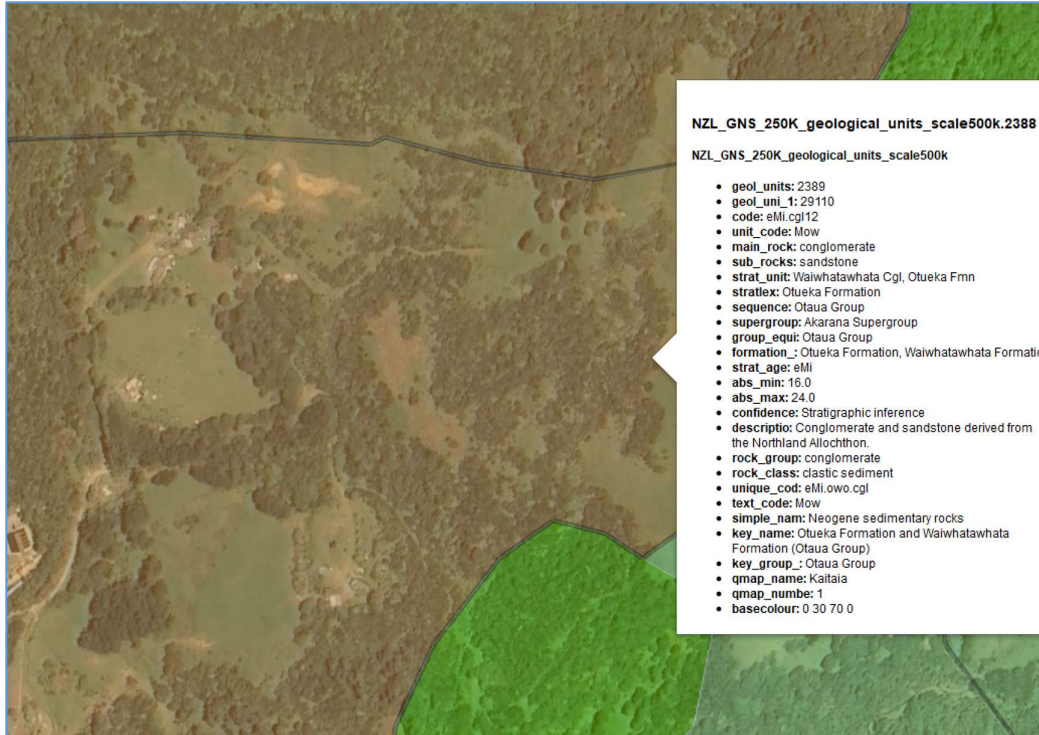 NZL_GNS_250K_geological_units_scale500k.2388
NZL_GNS_250K_geological_units_scale500k
geol_units: 2389
geol_uni_1: 29110
code: eMi.cgl12
unit_code: Mow
main_rock: conglomerate
sub_rocks: sandstone
strat_unit: Waiwhatawhata Cgl, Otueka Fmn
stratlex: Otueka Formation
sequence: Otaua Group
supergroup: Akarana Supergroup
group_equi: Otaua Group
formation_: Otueka Formation, Waiwhatawhata Formatio
strat_age: eMi
abs_min: 16.0
abs_max: 24.0
confidence: Stratigraphic inference
descriptio: Conglomerate and sandstone derived from
the Northland Allochthon.
rock_group: conglomerate
rock_class: clastic sediment
unique_cod: eMi.owo.cgl
text_code: Mow
simple_nam: Neogene sedimentary rocks
key_name: Otueka Formation and Waiwhatawhata
Formation (Otaua Group)
key_group_: Otaua Group
qmap_name: Kaitaia
qmap_numbe: 1
basecolour: 0 30 70 0